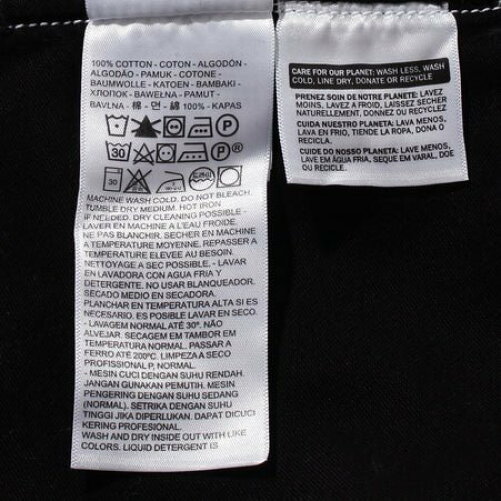 100% COTTON - COTON - ALGODÓN -
ALGODÃO - PAMUK - COTONE -
BAUMWOLLE - KATOEN - BAMBAKI -
ХЛОПОК - BAWEŁNA - PAMUT -
BAVLNA - 棉 - 면 - 綿 100% - KAPAS
P
30
P
30
MACHINE WASH COLD. DO NOT BLEACH.
TUMBLE DRY MEDIUM. HOT IRON
IF NEEDED. DRY CLEANING POSSIBLE -
LAVER EN MACHINE A L'EAU FROIDE.
NE PAS BLANCHIR. SECHER EN MACHINE
A TEMPERATURE MOYENNE. REPASSER A
TEMPERATURE ELEVEE AU BESOIN.
NETTOYAGE A SEC POSSIBLE - LAVAR
EN LAVADORA CON AGUA FRIA Y
DETERGENTE. NO USAR BLANQUEADOR.
SECADO MEDIO EN SECADORA.
PLANCHAR EN TEMPERATURA ALTA SI ES
NECESARIO. ES POSIBLE LAVAR EN SECO
- LAVAGEM NORMAL ATÉ 30º. NÃO
ALVEJAR. SECAGEM EM TAMBOR EM
TEMPERATURA NORMAL. PASSAR A
FERRO ATÉ 200ºC. LIMPEZA A SECO
PROFISSIONAL P, NORMAL.
- MESIN CUCI DENGAN SUHU RENDAH.
JANGAN GUNAKAN PEMUTIH. MESIN
PENGERING DENGAN SUHU SEDANG
(NORMAL). SETRIKA DENGAN SUHU
TINGGI JIKA DIPERLUKAN. DAPAT DICUCI
KERING PROFESIONAL.
WASH AND DRY INSIDE OUT WITH LIKE
COLORS. LIQUID DETERGENT IS
CARE FOR OUR PLANET: WASH LESS, WASH
COLD, LINE DRY, DONATE OR RECYCLE
PRENEZ SOIN DE NOTRE PLANETE: LAVEZ
MOINS, LAVEZ A FROID, LAISSEZ SECHER
NATURELLEMENT, DONNEZ OU RECYCLEZ
CUIDA NUESTRO PLANETA: LAVA MENOS,
LAVA EN FRIO, TIENDE LA ROPA, DONA O
RECICLA.
CUIDE DO NOSSO PLANETA: LAVE MENOS,
LAVE EM ÁGUA FRIA, SEQUE EM VARAL, DOE
OU RECICLE.